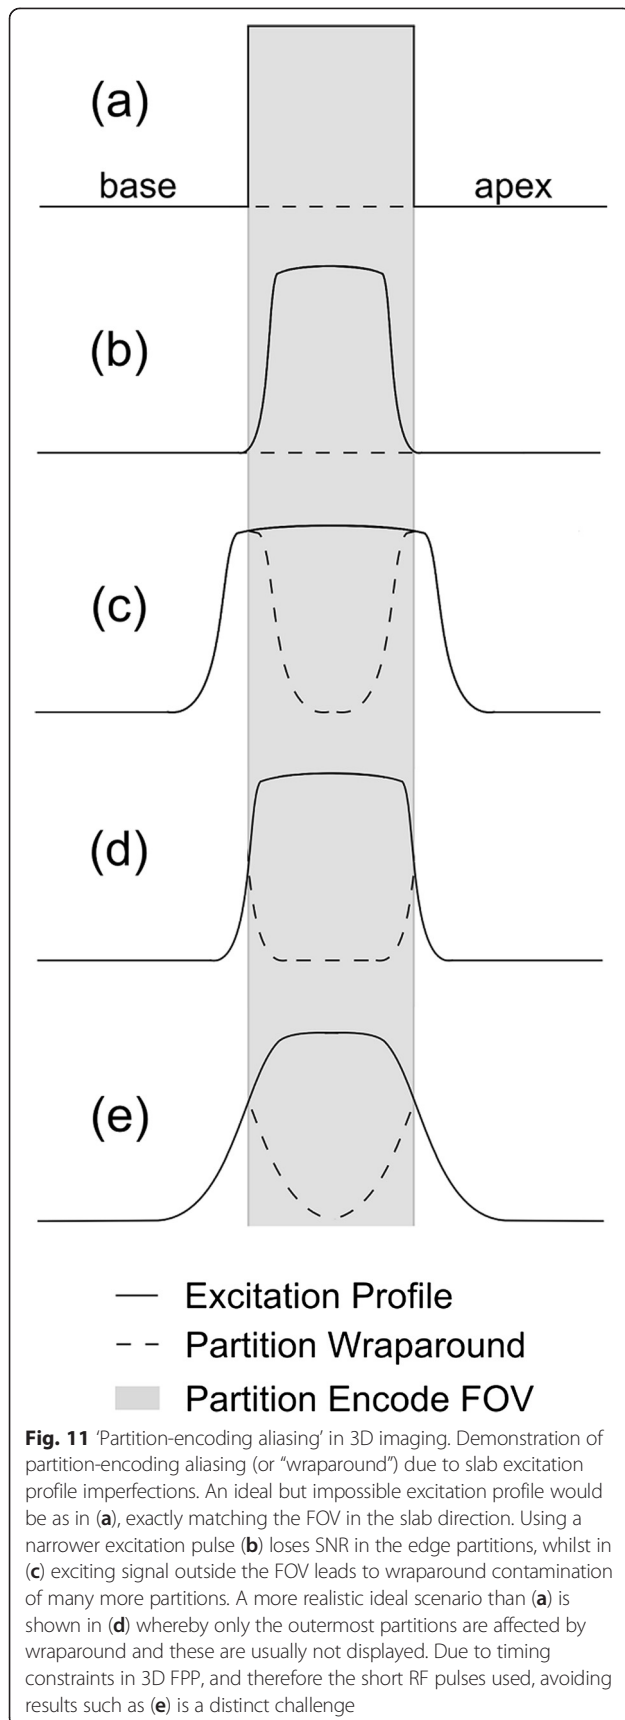 (a)
base apex
(b)
(c)
(d)
(e)
Excitation Profile
Partition Wraparound
Partition Encode FOV
Fig. 11 ‘Partition-encoding aliasing’ in 3D imaging. Demonstration of
partition-encoding aliasing (or “wraparound”) due to slab excitation
profile imperfections. An ideal but impossible excitation profile would
be as in (a), exactly matching the FOV in the slab direction. Using a
narrower excitation pulse (b) loses SNR in the edge partitions, whilst in
(c) exciting signal outside the FOV leads to wraparound contamination
of many more partitions. A more realistic ideal scenario than (a) is
shown in (d) whereby only the outermost partitions are affected by
wraparound and these are usually not displayed. Due to timing
constraints in 3D FPP, and therefore the short RF pulses used, avoiding
results such as (e) is a distinct challenge